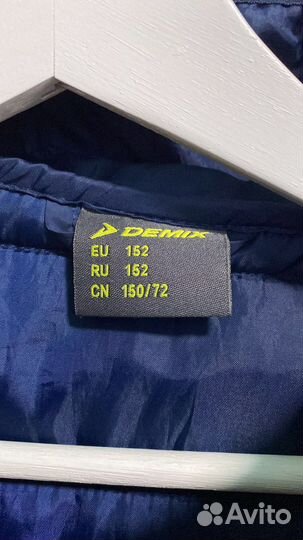 DEMIX
EU 152
RU 152
CN 150/72
Avito